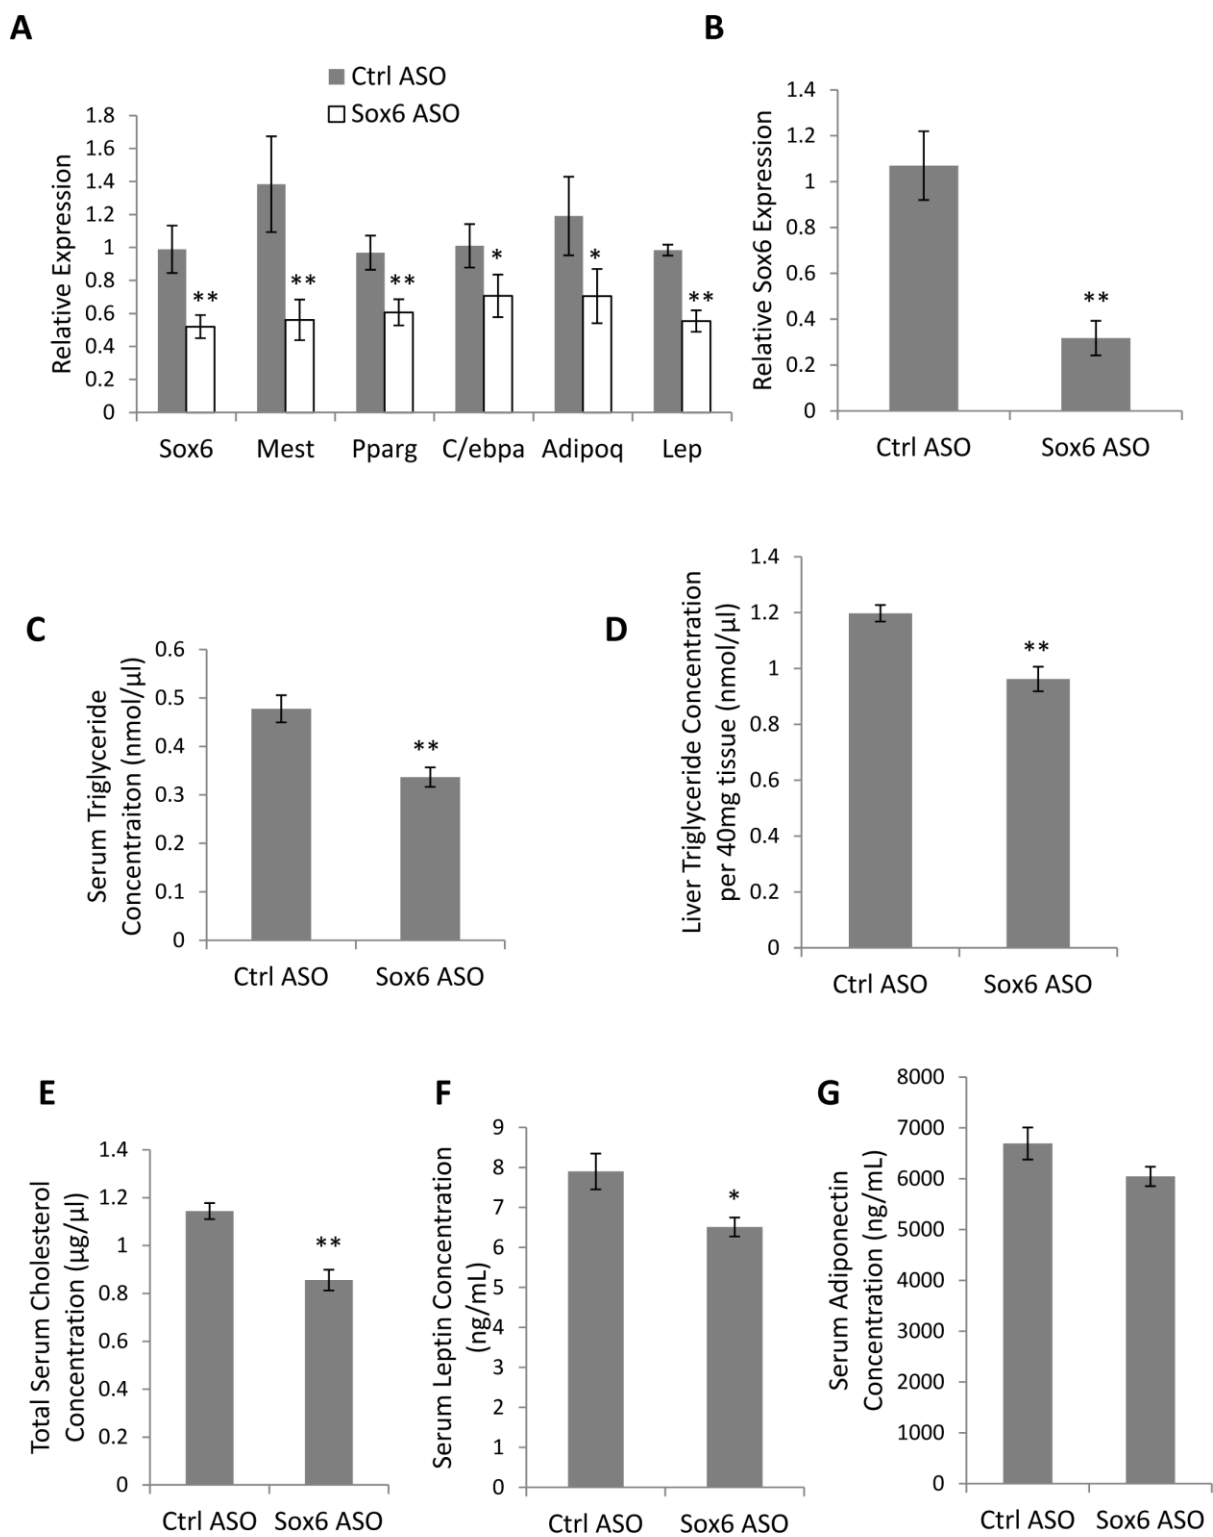 A
Ctrl ASO
Sox6 ASO
Relative Expression
1.8
1.6
1.4
1.2
1
0.8
0.6
0.4
0.2
0
**
**
**
*
*
**
Sox6 Mest Pparg C/ebpa Adipoq Lep
B
Relative Sox6 Expression
1.4
1.2
1
0.8
0.6
0.4
0.2
0
**
Ctrl ASO Sox6 ASO
C
Serum Triglyceride
Concentraiton (nmol/µl)
0.6
0.5
0.4
0.3
0.2
0.1
0
**
Ctrl ASO Sox6 ASO
D
Liver Triglyceride Concentration
per 40mg tissue (nmol/µl)
1.4
1.2
1
0.8
0.6
0.4
0.2
0
**
Ctrl ASO Sox6 ASO
E
Total Serum Cholesterol
Concentration (µg/µl)
1.4
1.2
1
0.8
0.6
0.4
0.2
0
**
Ctrl ASO Sox6 ASO
F
Serum Leptin Concentration
(ng/mL)
9
8
7
6
5
4
3
2
1
0
*
Ctrl ASO Sox6 ASO
G
Serum Adiponectin
Concentration (ng/mL)
8000
7000
6000
5000
4000
3000
2000
1000
0
Ctrl ASO Sox6 ASO